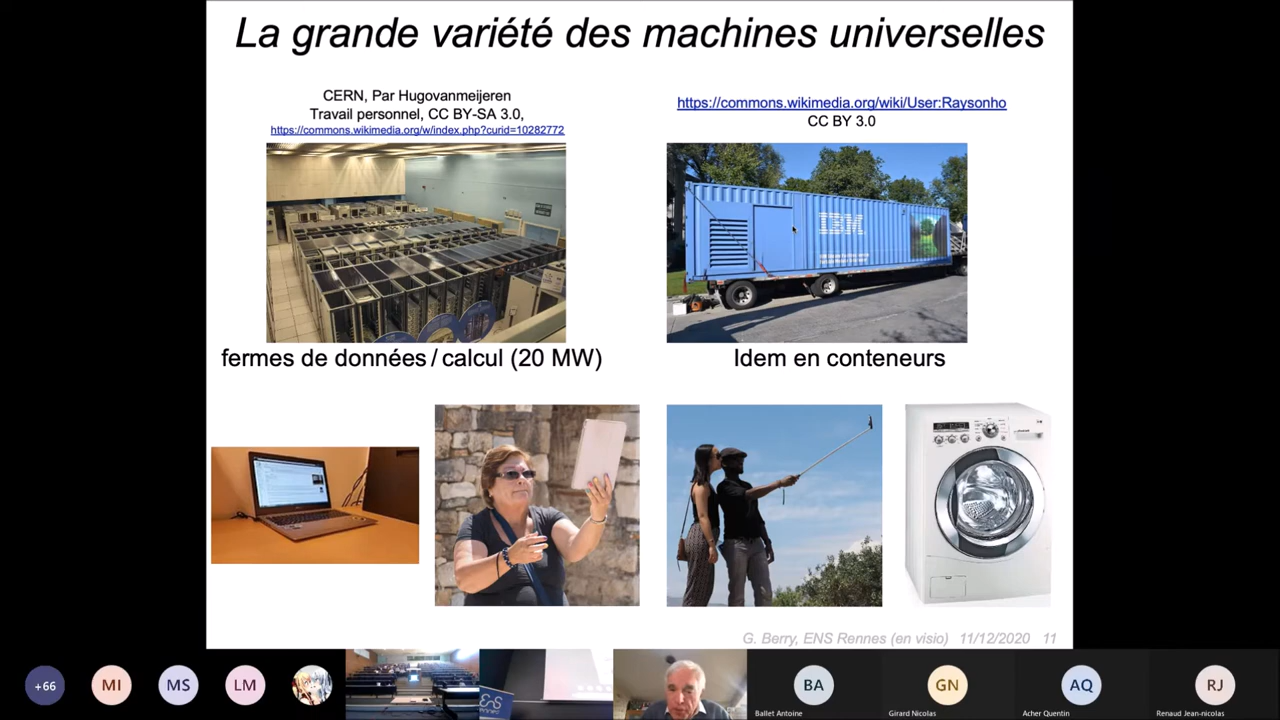 La grande variété des machines universelles
CERN, Par Hugovanmeijeren
Travail personnel, CC BY-SA 3.0,
https://commons.wikimedia.org/w/index.php?curid=10282772
https://commons.wikimedia.org/wiki/User:Raysonho
CC BY 3.0
IBM
fermes de données / calcul (20 MW)
Idem en conteneurs
G. Berry, ENS Rennes (en visio) 11/12/2020 11
+66
MI
MS
LM
ENS
BA
GN
AQ
RJ
Ballet Antoine
Girard Nicolas
Acher Quentin
Renaud Jean-nicolas